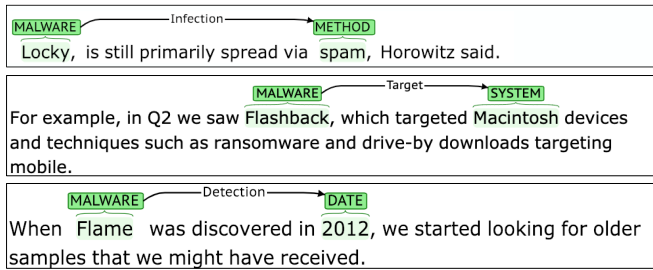 Infection
MALWARE METHOD
Locky, is still primarily spread via spam, Horowitz said.
Target
MALWARE SYSTEM
For example, in Q2 we saw Flashback, which targeted Macintosh devices
and techniques such as ransomware and drive-by downloads targeting
mobile.
Detection
MALWARE DATE
When Flame was discovered in 2012, we started looking for older
samples that we might have received.